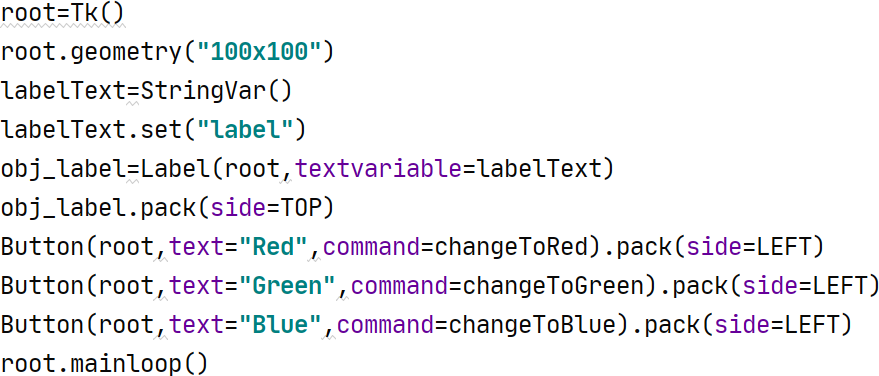 root=Tk()
root.geometry("100x100")
labelText=StringVar()
labelText.set("label")
obj_label=Label(root,textvariable=labelText)
obj_label.pack(side=TOP)
Button(root,text="Red",command=changeToRed).pack(side=LEFT)
Button(root,text="Green",command=changeToGreen).pack(side=LEFT)
Button(root,text="Blue",command=changeToBlue).pack(side=LEFT)
root.mainloop()